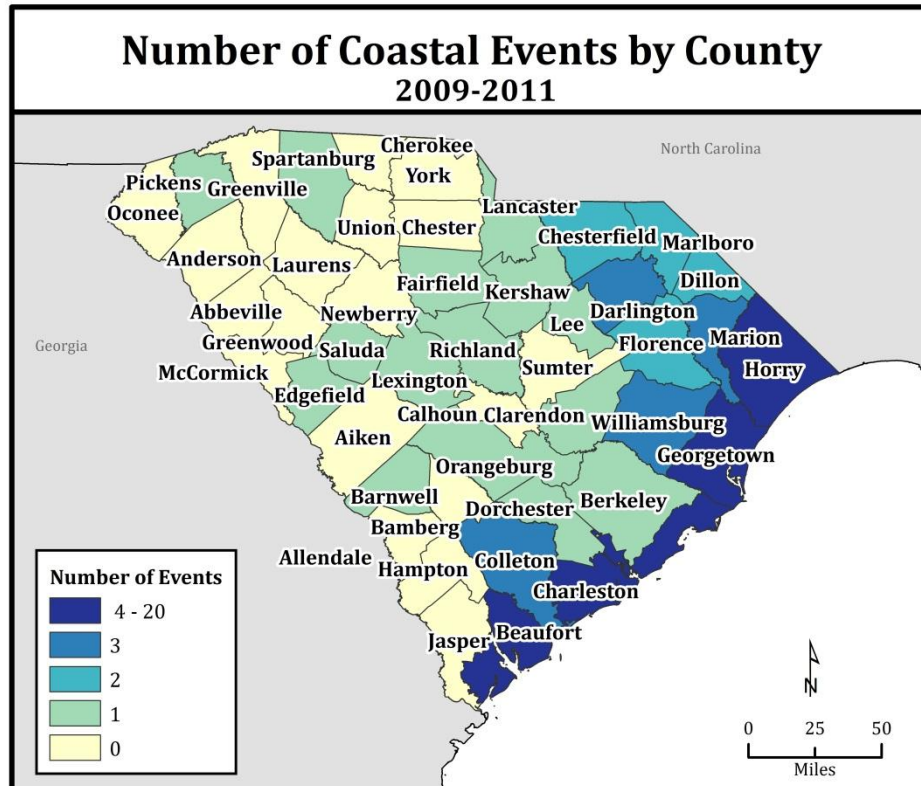 Number of Coastal Events by County
2009-2011
North Carolina
Cherokee
Spartanburg
York
Pickens
Greenville
Oconee
Lancaster
Union
Chester
Chesterfield
Marlboro
Anderson
Laurens
Dillon
Fairfield
Kershaw
Abbeville
Newberry
Darlington
Lee
Greenwood
Marion
Georgia
Saluda
Richland
Florence
McCormick
Sumter
Horry
Lexington
Edgefield
Calhoun
Clarendon
Williamsburg
Aiken
Georgetown
Orangeburg
Barnwell
Berkeley
Dorchester
Bamberg
Allendale
Colleton
Hampton
Charleston
Beaufort
Jasper
Number of Events
4 - 20
3
2
1
0
N
0 25 50
Miles